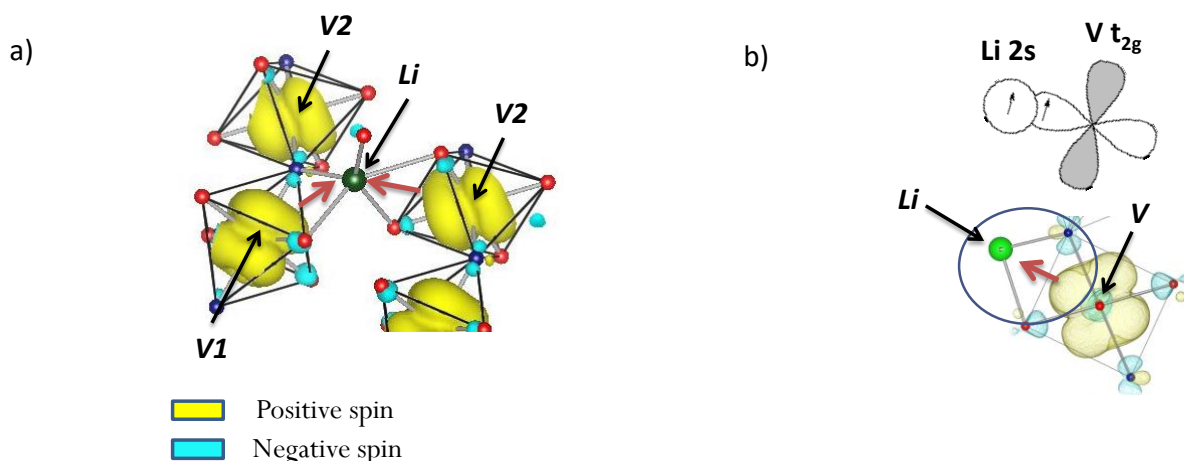 a)
V2
Li
V2
V1
Positive spin
Negative spin
b)
Li 2s
V t2g
Li
V